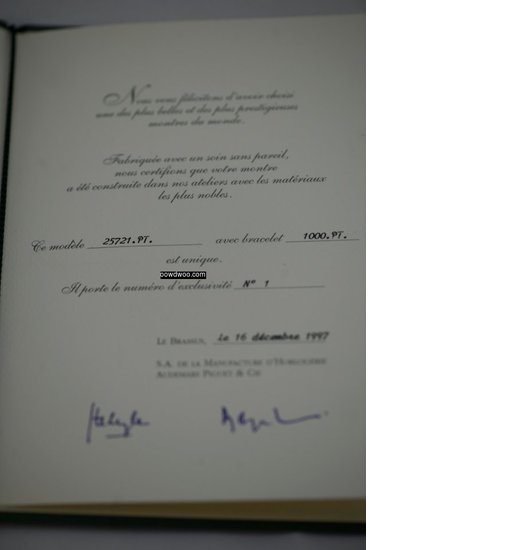 Nous vous félicitons d'avoir choisi
une des plus belles et des plus prestigieuses
montres du monde.
Fabriquée avec un soin sans pareil,
nous certifions que votre montre
a été construite dans nos ateliers avec les matériaux
les plus nobles.
Ce modèle 25721.PT. avec bracelet 1000.PT.
est unique.
oowdwoo.com
Il porte le numéro d'exclusivité N° 1
Le Brassus, le 16 décembre 1997
S.A. de la Manufacture d'Horlogerie
Audemars Piguet & Cie